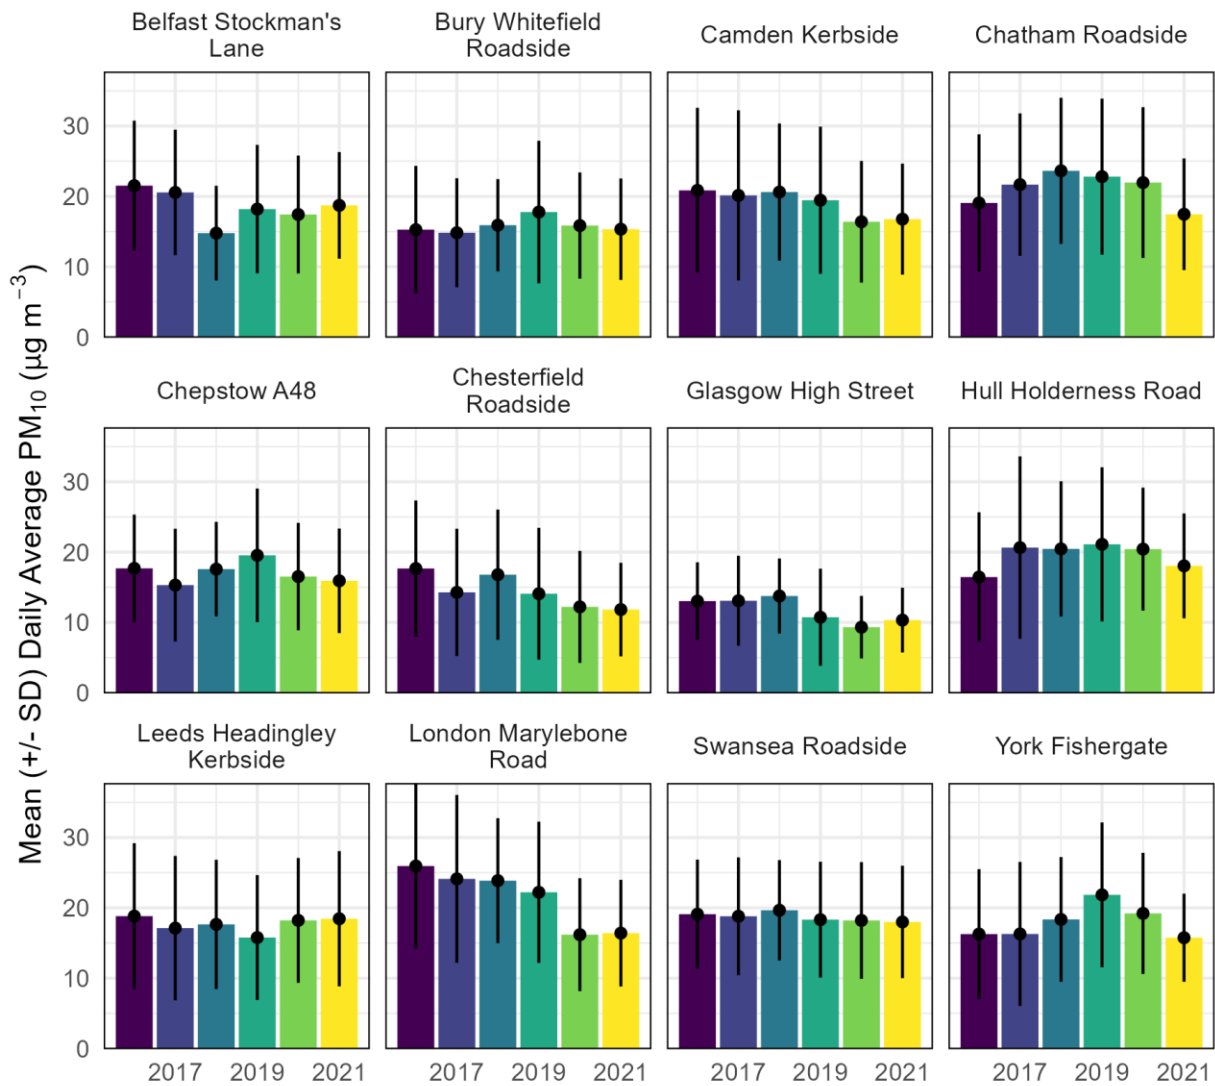 Belfast Stockman's
Lane
Bury Whitefield
Roadside
Camden Kerbside
Chatham Roadside
30
20
10
0
Chepstow A48
Chesterfield
Roadside
Glasgow High Street
Hull Holderness Road
30
20
10
0
Leeds Headingley
Kerbside
London Marylebone
Road
Swansea Roadside
York Fishergate
30
20
10
0
2017 2019 2021
2017 2019 2021
2017 2019 2021
2017 2019 2021
Mean (+/- SD) Daily Average PM₁₀ (µg m⁻³)